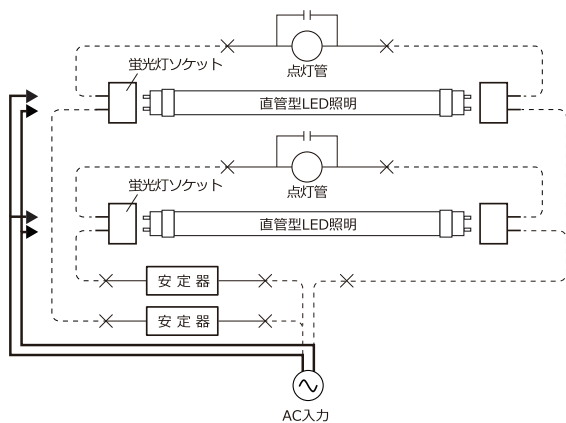 点灯管
蛍光灯ソケット
直管型LED照明
点灯管
蛍光灯ソケット
直管型LED照明
安定器
安定器
AC入力